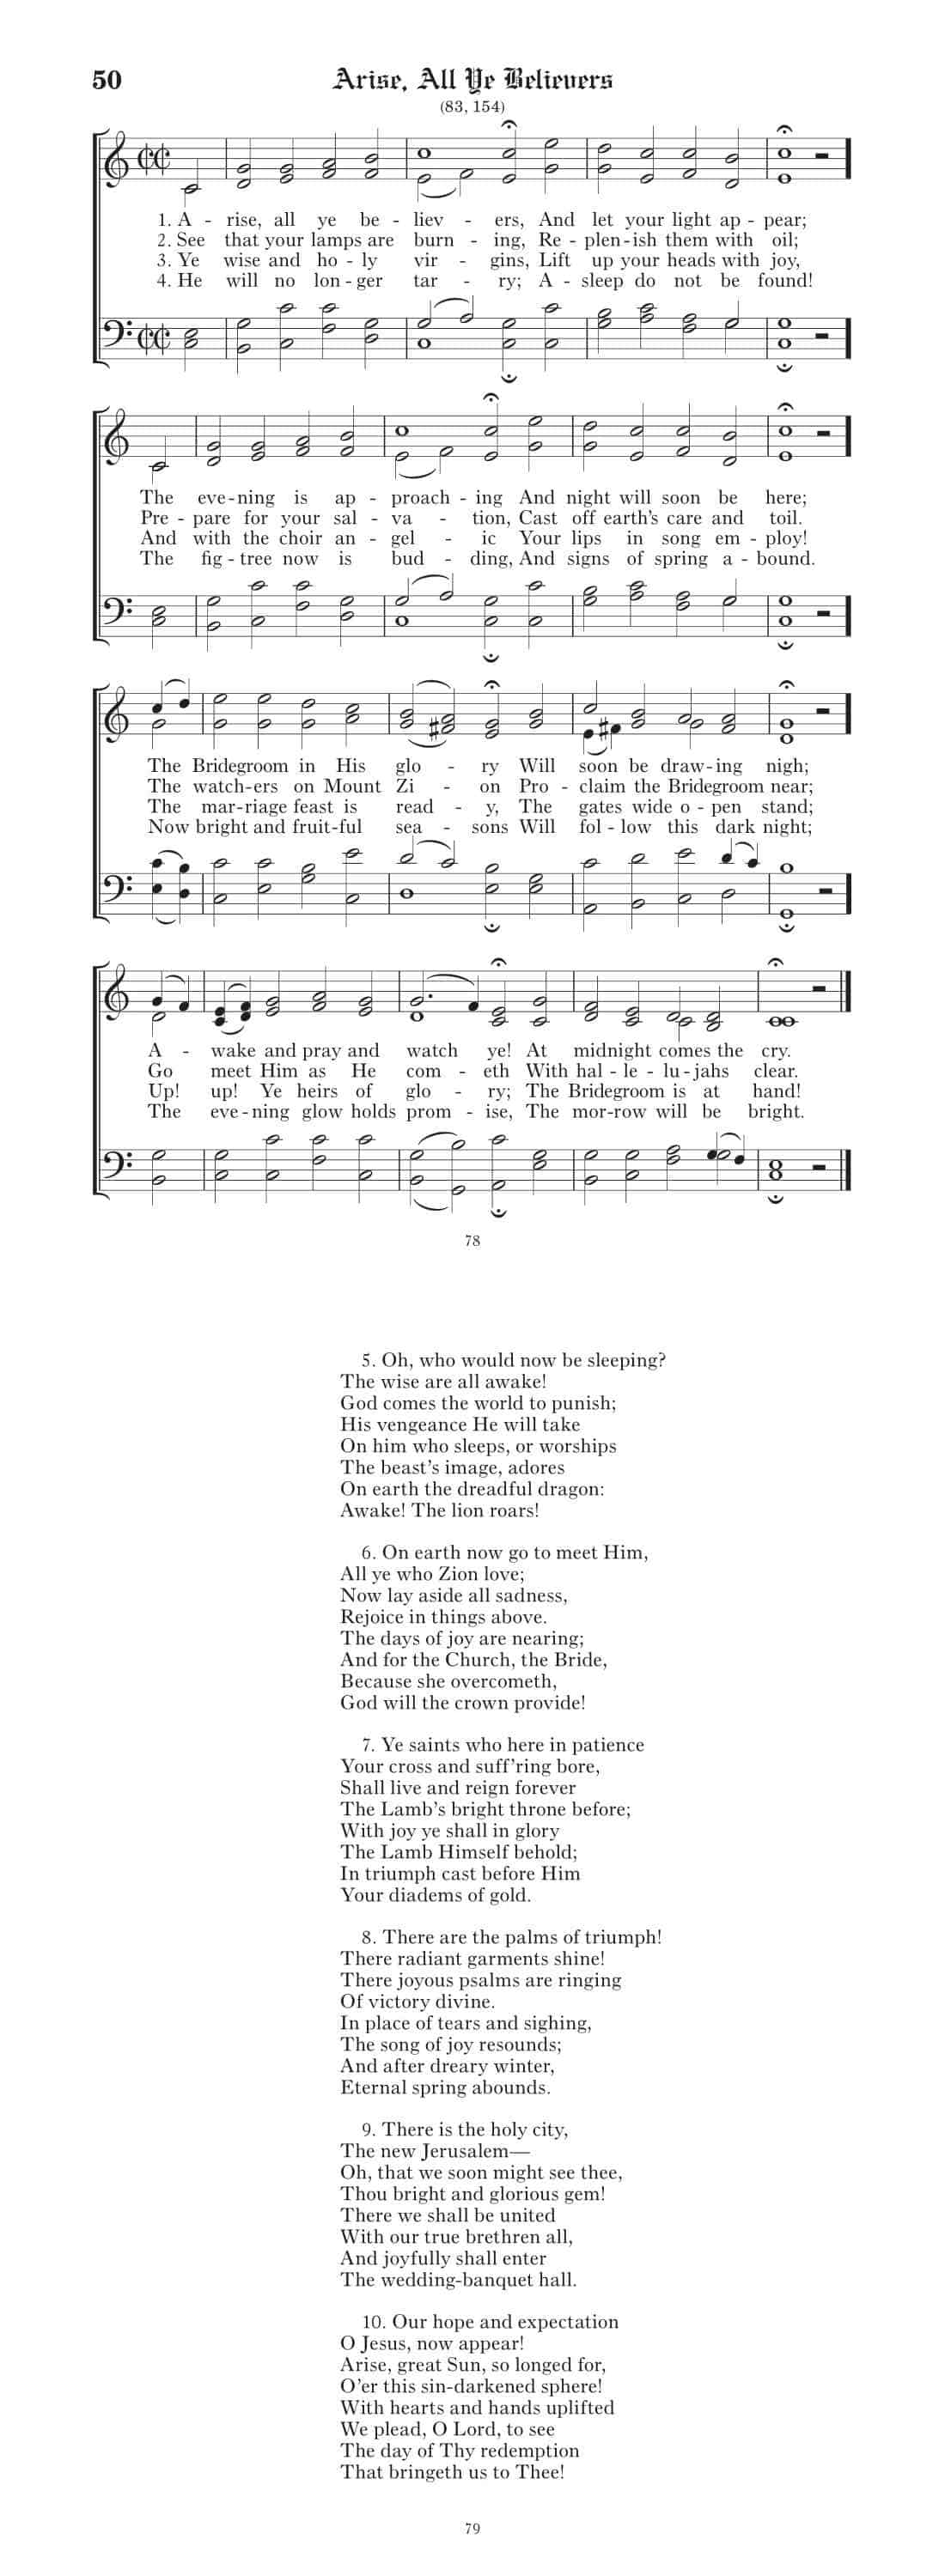 50 Arise, All Ye Believers
(83, 154)
1. A - rise, all ye be - liev - ers, And let your light ap - pear;
2. See that your lamps are burn - ing, Re - plen - ish them with oil;
3. Ye wise and ho - ly vir - gins, Lift up your heads with joy,
4. He will no lon - ger tar - ry; A - sleep do not be found!
The eve - ning is ap - proach - ing And night will soon be here;
Pre - pare for your sal - va - tion, Cast off earth's care and toil.
And with the choir an - gel - ic Your lips in song em - ploy!
The fig - tree now is bud - ding, And signs of spring a - bound.
The Bridegroom in His glo - ry Will soon be draw - ing nigh;
The watch - ers on Mount Zi - on Pro - claim the Bridegroom near;
The mar - riage feast is read - y, The gates wide o - pen stand;
Now bright and fruit - ful sea - sons Will fol - low this dark night;
A - wake and pray and watch ye! At midnight comes the cry.
Go meet Him as He com - eth With hal - le - lu - jahs clear.
Up! up! Ye heirs of glo - ry; The Bridegroom is at hand!
The eve - ning glow holds prom - ise, The mor - row will be bright.
78
5. Oh, who would now be sleeping?
The wise are all awake!
God comes the world to punish;
His vengeance He will take
On him who sleeps, or worships
The beast's image, adores
On earth the dreadful dragon:
Awake! The lion roars!
6. On earth now go to meet Him,
All ye who Zion love;
Now lay aside all sadness,
Rejoice in things above.
The days of joy are nearing;
And for the Church, the Bride,
Because she overcometh,
God will the crown provide!
7. Ye saints who here in patience
Your cross and suff'ring bore,
Shall live and reign forever
The Lamb's bright throne before;
With joy ye shall in glory
The Lamb Himself behold;
In triumph cast before Him
Your diadems of gold.
8. There are the palms of triumph!
There radiant garments shine!
There joyous psalms are ringing
Of victory divine.
In place of tears and sighing,
The song of joy resounds;
And after dreary winter,
Eternal spring abounds.
9. There is the holy city,
The new Jerusalem—
Oh, that we soon might see thee,
Thou bright and glorious gem!
There we shall be united
With our true brethren all,
And joyfully shall enter
The wedding-banquet hall.
10. Our hope and expectation
O Jesus, now appear!
Arise, great Sun, so longed for,
O'er this sin-darkened sphere!
With hearts and hands uplifted
We plead, O Lord, to see
The day of Thy redemption
That bringeth us to Thee!
79